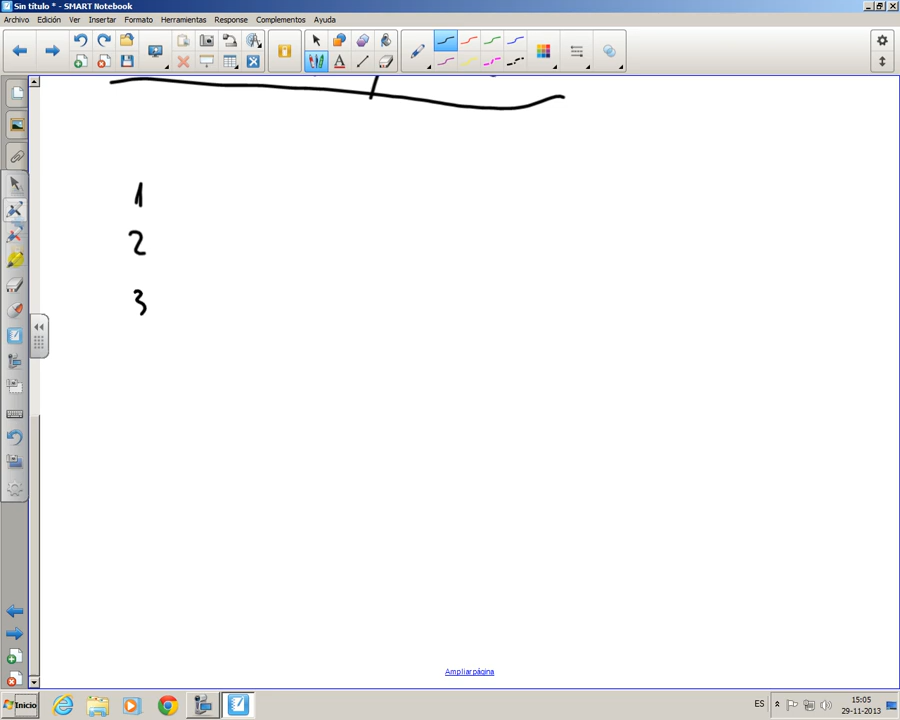 Sin título * - SMART Notebook
Archivo Edición Ver Insertar Formato Herramientas Response Complementos Ayuda
1
2
3
Ampliar página
Inicio
ES
15:05
29-11-2013